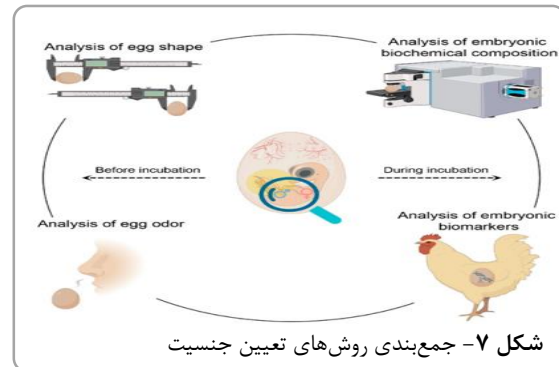 Analysis of egg shape
Analysis of embryonic
biochemical composition
Before incubation
During incubation
Analysis of egg odor
Analysis of embryonic
biomarkers
شکل ۷- جمع‌بندی روش‌های تعیین جنسیت